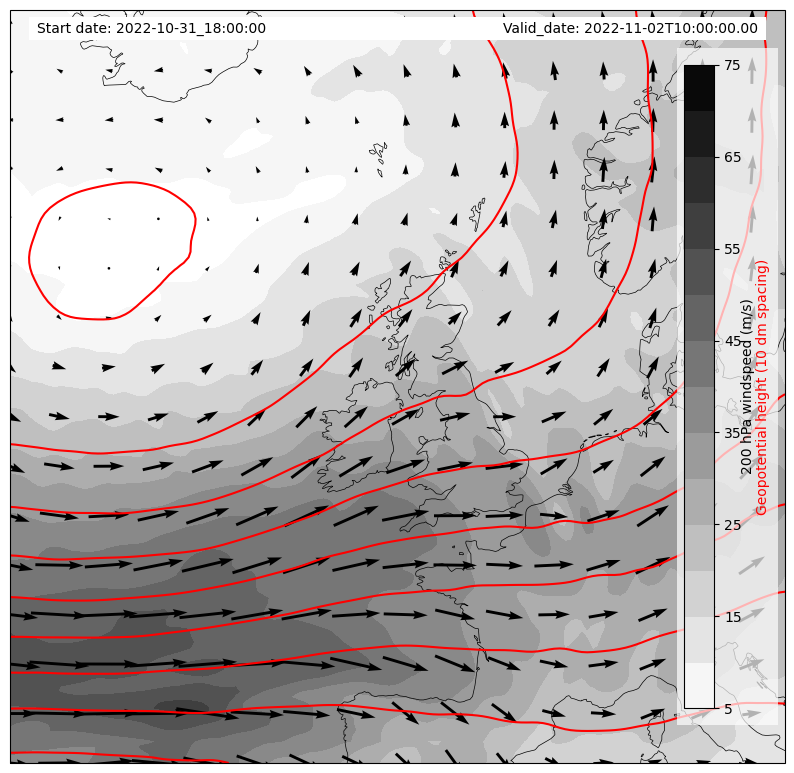 Start date: 2022-10-31_18:00:00
Valid_date: 2022-11-02T10:00:00.00
75
65
55
45
35
25
15
5
200 hPa windspeed (m/s)
Geopotential height (10 dm spacing)